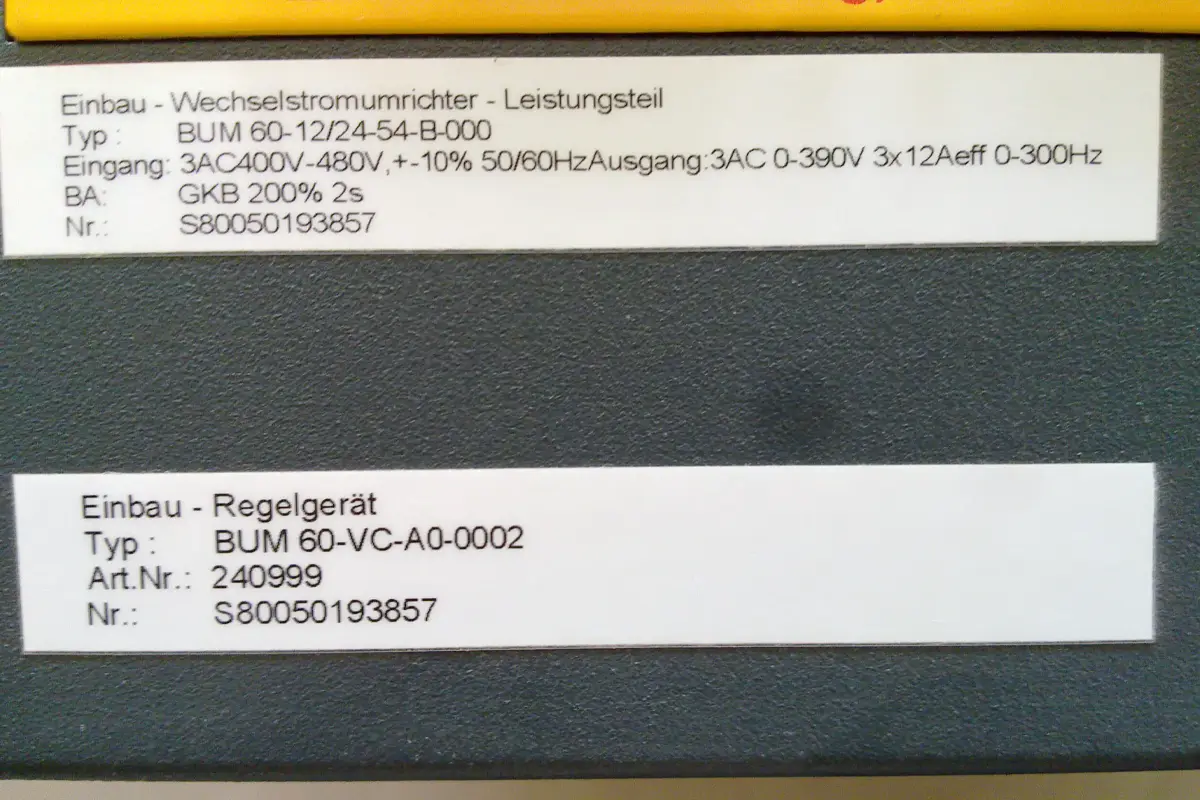 Einbau - Wechselstromumrichter - Leistungsteil
Typ : BUM 60-12/24-54-B-000
Eingang: 3AC400V-480V,+-10% 50/60HzAusgang:3AC 0-390V 3x12Aeff 0-300Hz
BA: GKB 200% 2s
Nr.: S80050193857
Einbau - Regelgerät
Typ : BUM 60-VC-A0-0002
Art.Nr.: 240999
Nr.: S80050193857